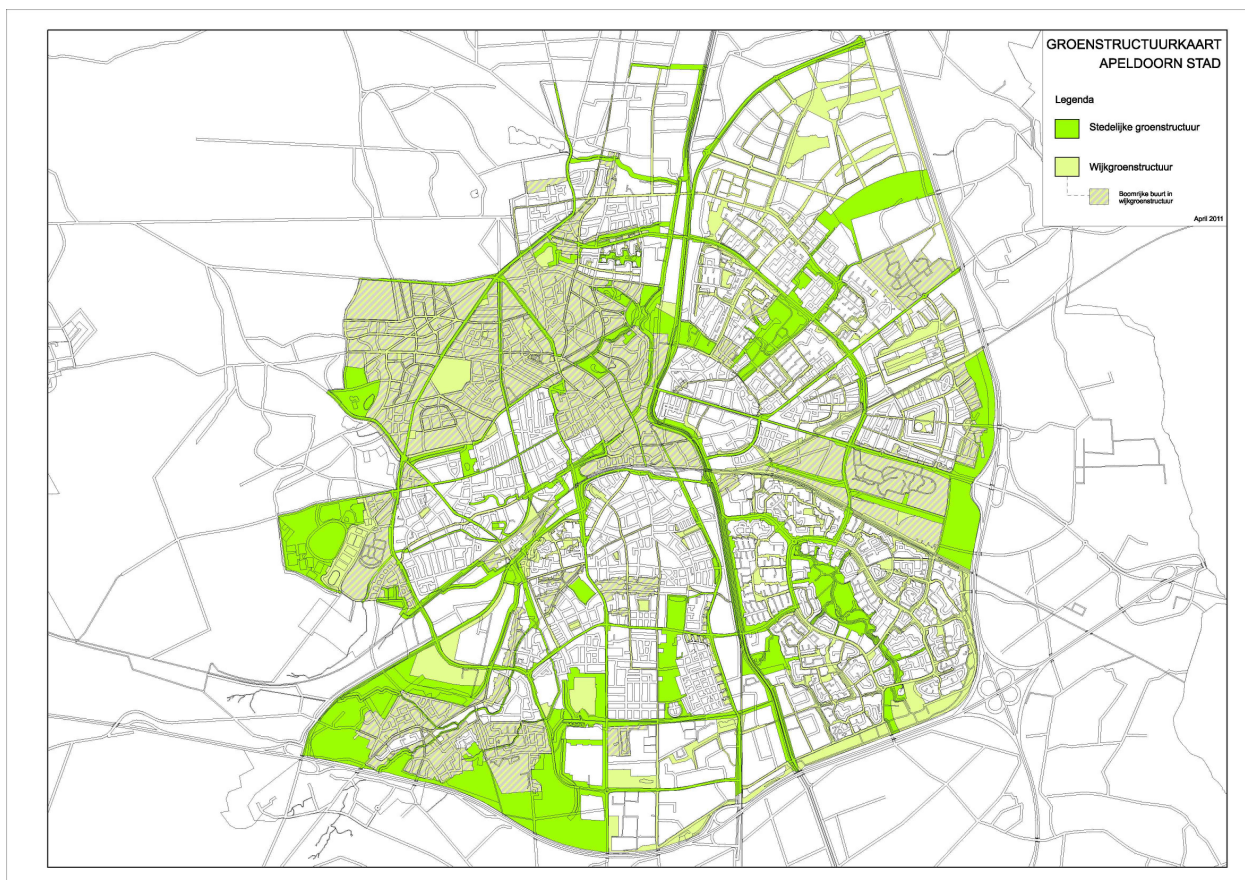 GROENSTRUCTUURKAART
APELDOORN STAD
Legenda
Stedelijke groenstructuur
Wijkgroenstructuur
Boomrijke buurt in
wijkgroenstructuur
April 2011